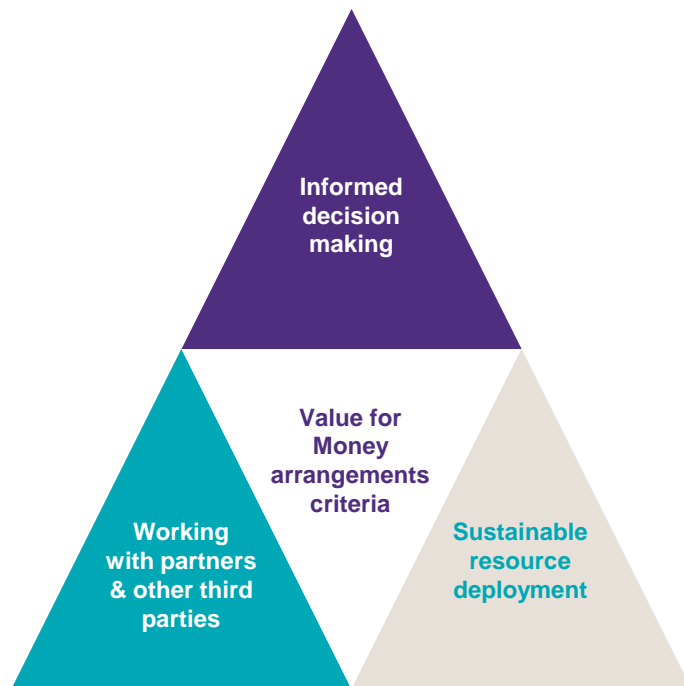 Informed
decision
making
Value for
Money
arrangements
criteria
Working
with partners
& other third
parties
Sustainable
resource
deployment